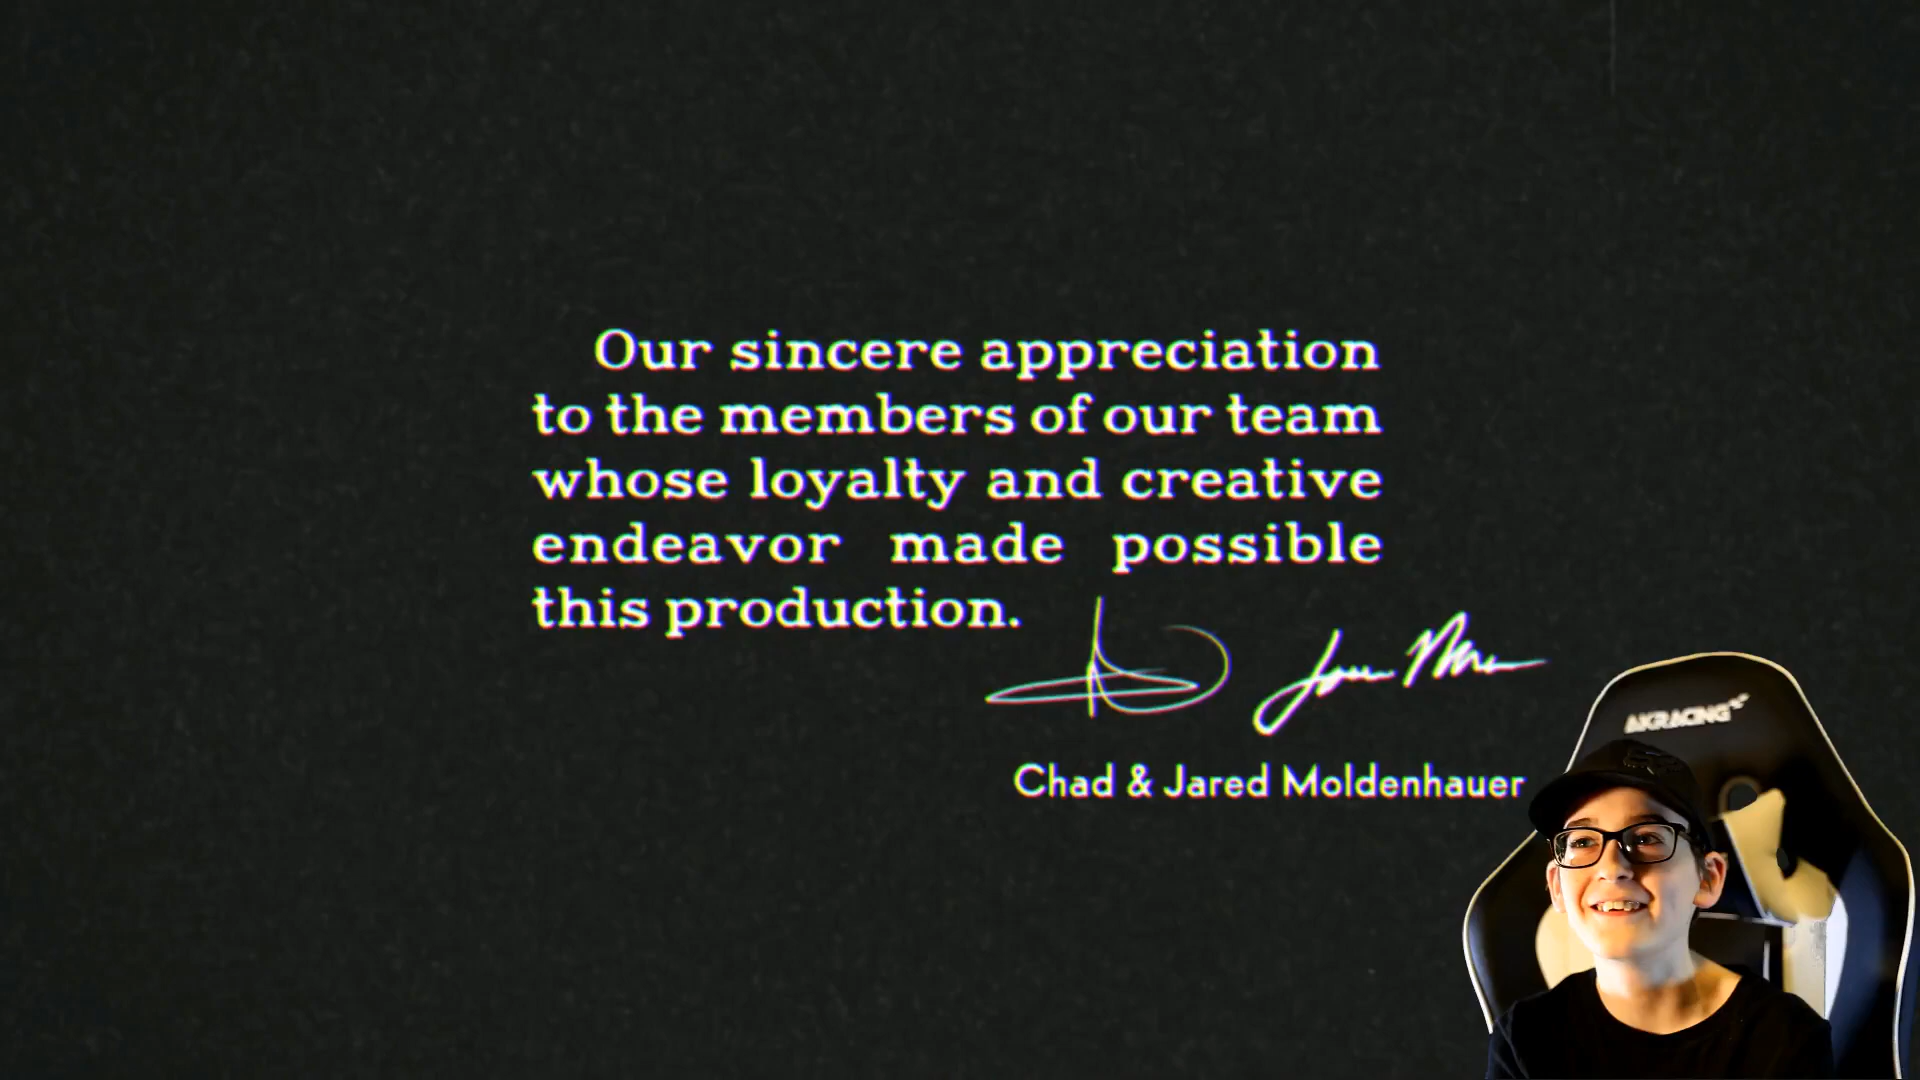 Our sincere appreciation
to the members of our team
whose loyalty and creative
endeavor made possible
this production.
Chad & Jared Moldenhauer
AKRACING